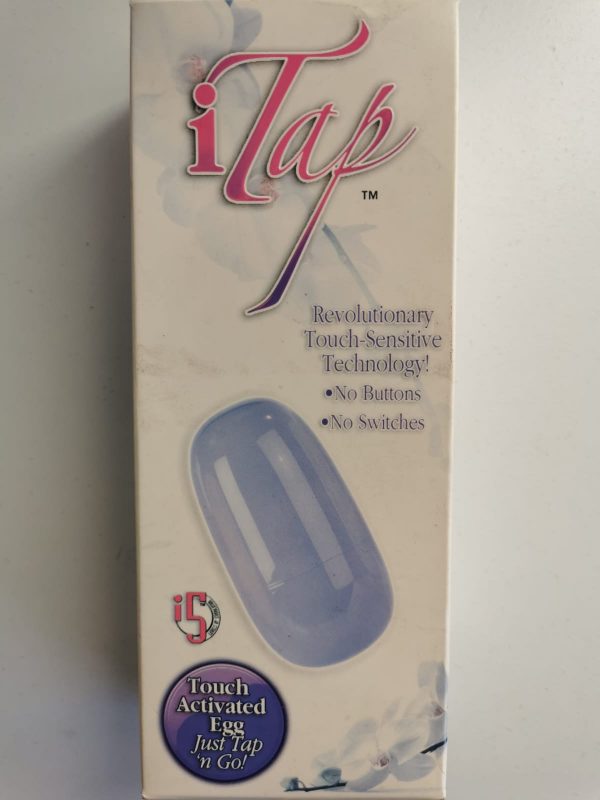 iTap
TM
Revolutionary
Touch-Sensitive
Technology!
•No Buttons
•No Switches
i5
Touch
Activated
Egg
Just Tap
'n Go!